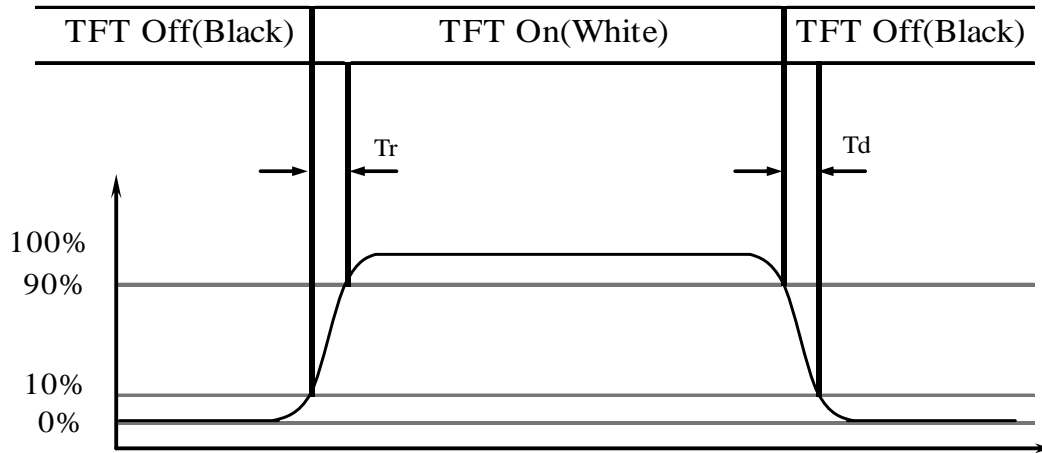 TFT Off(Black) TFT On(White) TFT Off(Black)
Tr Td
100%
90%
10%
0%